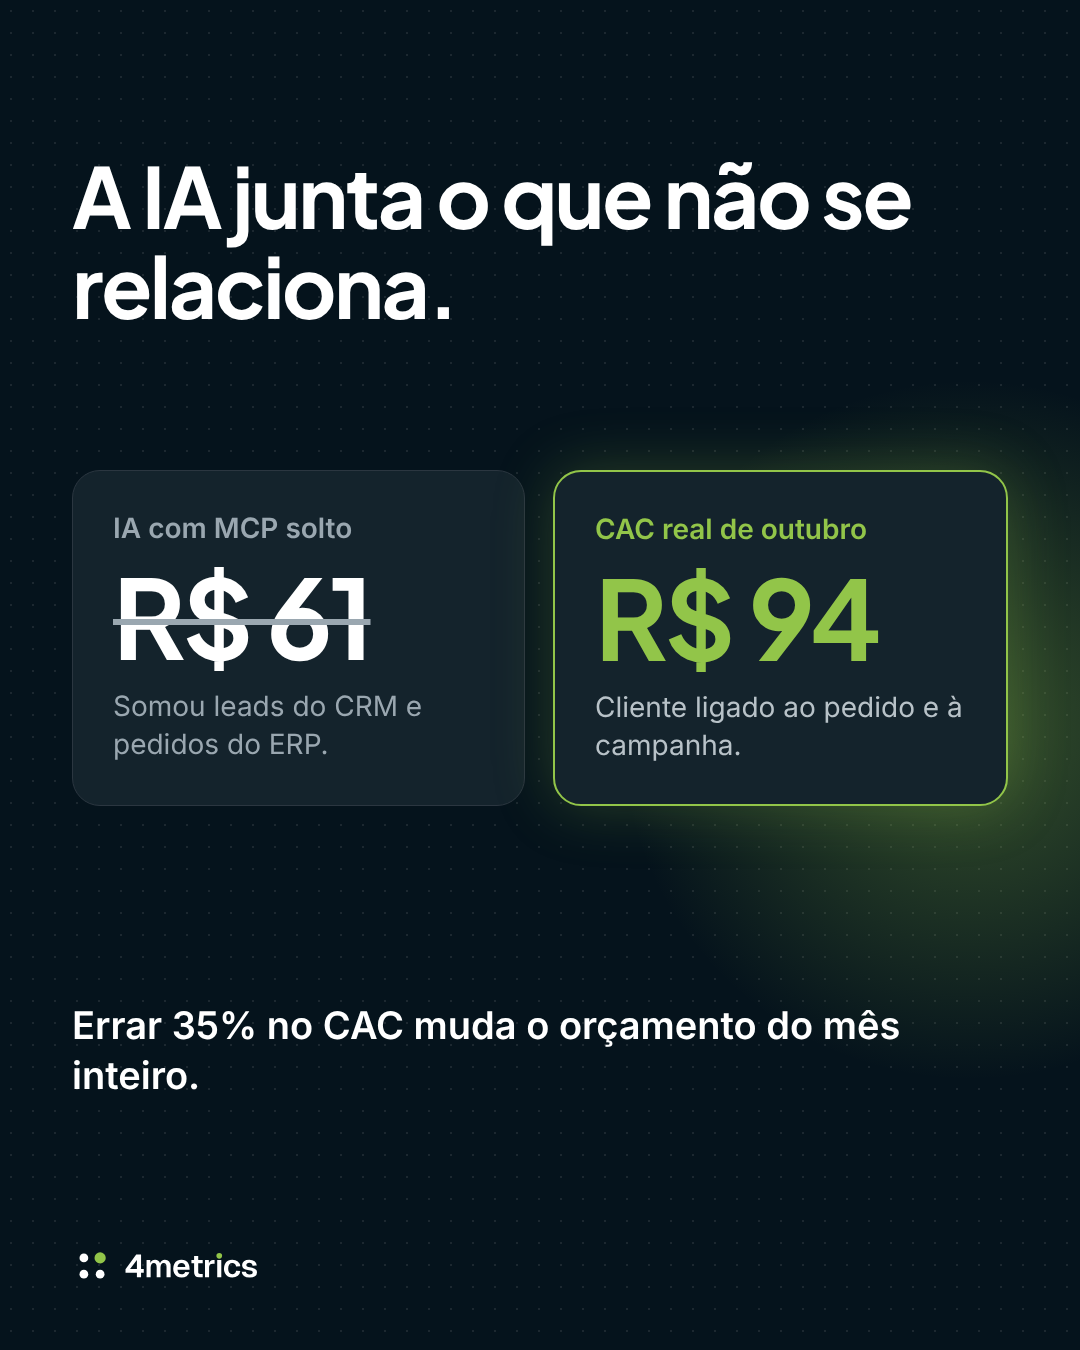 A IA junta o que não se
relaciona.
IA com MCP solto
R$ 61
Somou leads do CRM e
pedidos do ERP.
CAC real de outubro
R$ 94
Cliente ligado ao pedido e à
campanha.
Errar 35% no CAC muda o orçamento do mês
inteiro.
4metrics